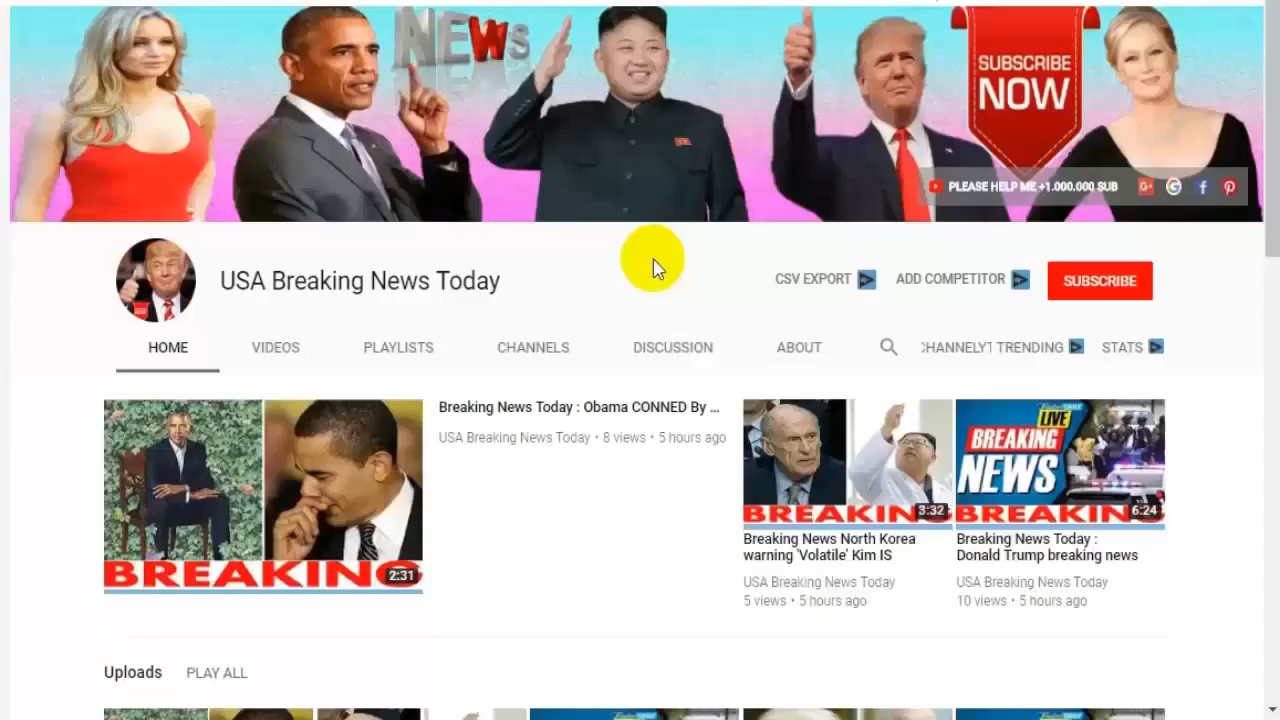 NEWS
SUBSCRIBE
NOW
PLEASE HELP ME +1.000.000 SUB
USA Breaking News Today
CSV EXPORT
ADD COMPETITOR
SUBSCRIBE
HOME
VIDEOS
PLAYLISTS
CHANNELS
DISCUSSION
ABOUT
CHANNELYT TRENDING
STATS
BREAKING
2:31
Breaking News Today : Obama CONNED By ...
USA Breaking News Today • 8 views • 5 hours ago
BREAKIN
3:32
Breaking News North Korea
warning 'Volatile' Kim IS
USA Breaking News Today
5 views • 5 hours ago
LIVE
BREAKING
NEWS
BREAKIN
6:24
Breaking News Today :
Donald Trump breaking news
USA Breaking News Today
10 views • 5 hours ago
Uploads
PLAY ALL